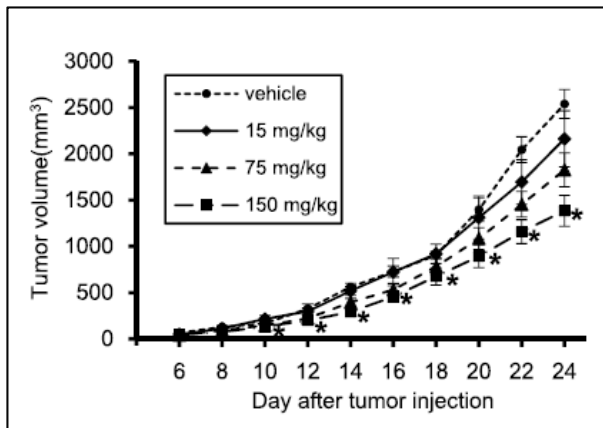 3000
2500
2000
1500
1000
500
0
Tumor volume(mm³)
vehicle
15 mg/kg
75 mg/kg
150 mg/kg
* * * * * * * *
6 8 10 12 14 16 18 20 22 24
Day after tumor injection